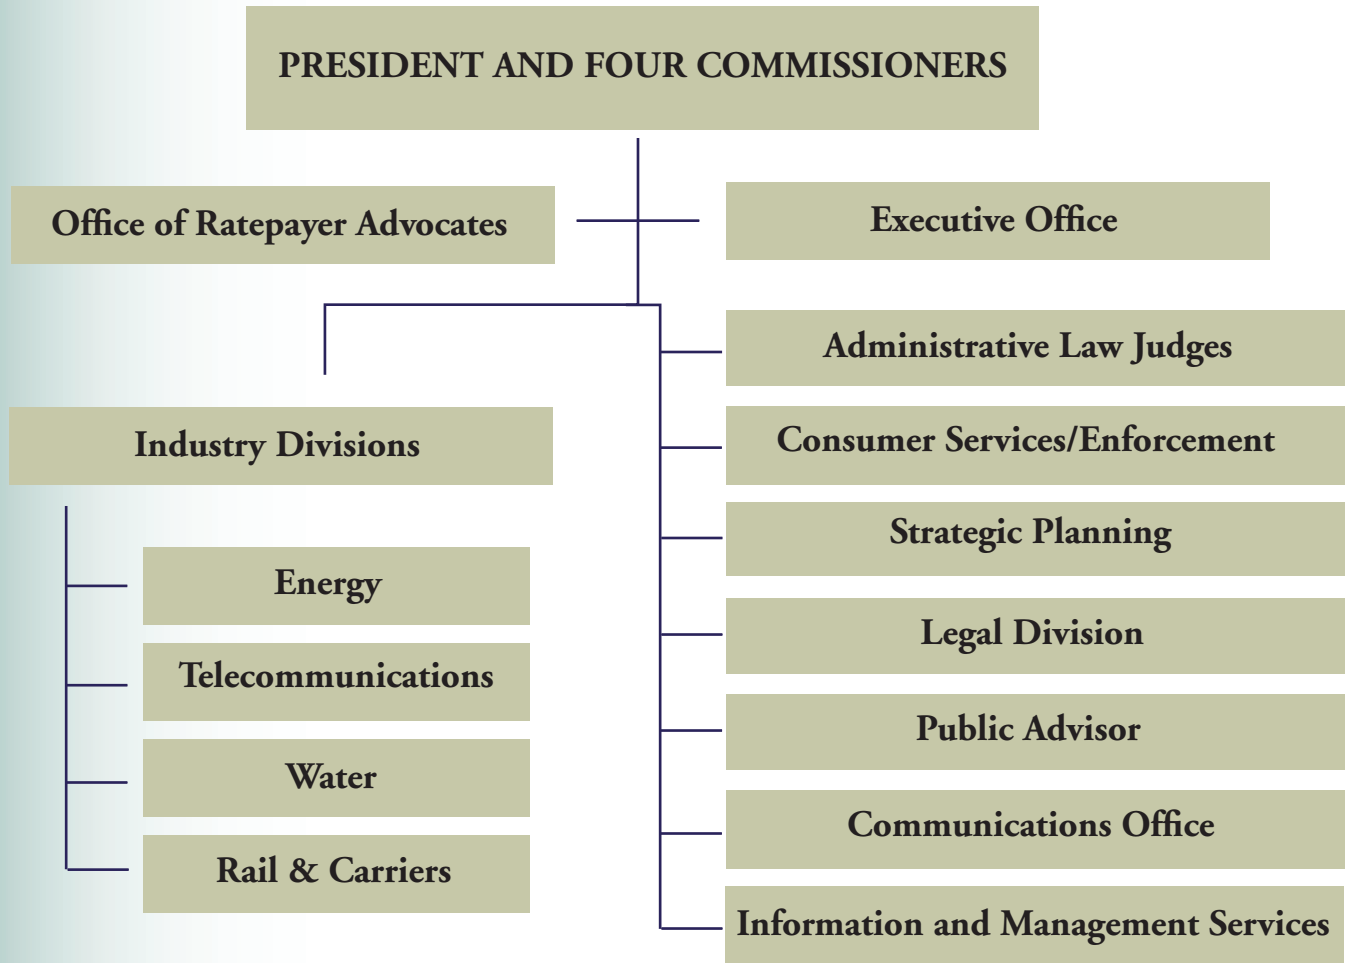 PRESIDENT AND FOUR COMMISSIONERS
Office of Ratepayer Advocates
Executive Office
Industry Divisions
Energy
Telecommunications
Water
Rail & Carriers
Administrative Law Judges
Consumer Services/Enforcement
Strategic Planning
Legal Division
Public Advisor
Communications Office
Information and Management Services